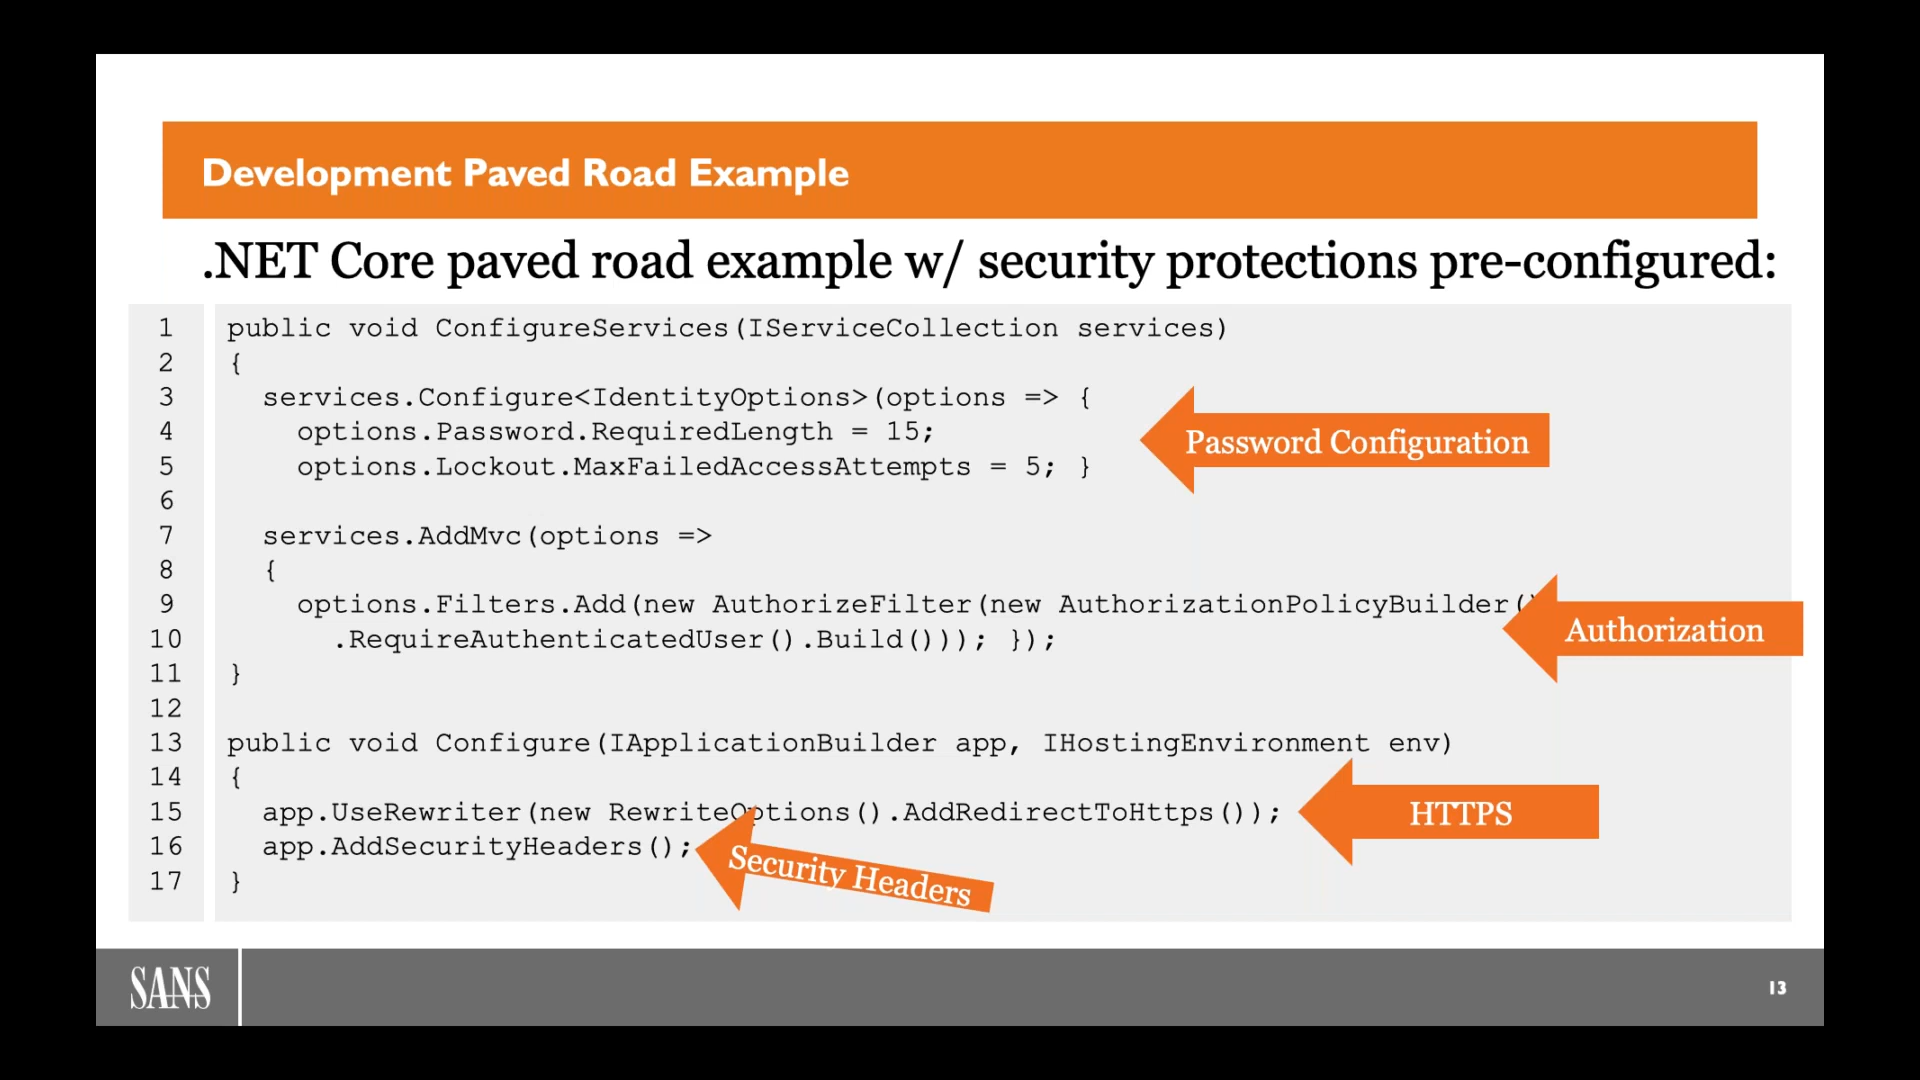 Development Paved Road Example
.NET Core paved road example w/ security protections pre-configured:
1 public void ConfigureServices(IServiceCollection services)
2 {
3 services.Configure<IdentityOptions>(options => {
4 options.Password.RequiredLength = 15;
5 options.Lockout.MaxFailedAccessAttempts = 5; }
Password Configuration
6
7 services.AddMvc(options =>
8 {
9 options.Filters.Add(new AuthorizeFilter(new AuthorizationPolicyBuilder()
10 .RequireAuthenticatedUser().Build())); });
Authorization
11 }
12
13 public void Configure(IApplicationBuilder app, IHostingEnvironment env)
14 {
15 app.UseRewriter(new RewriteOptions().AddRedirectToHttps());
HTTPS
16 app.AddSecurityHeaders();
Security Headers
17 }
SANS
13